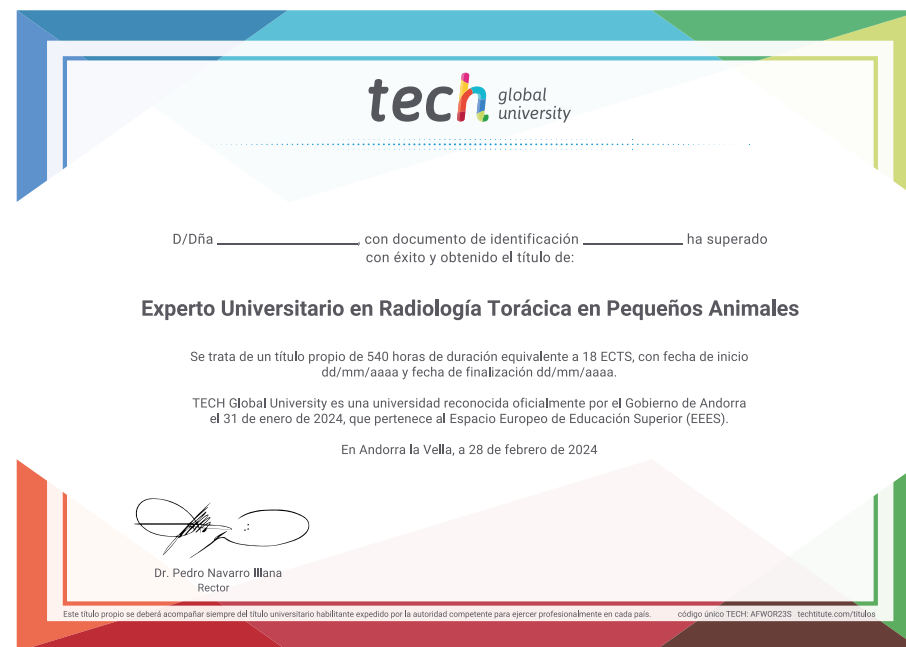 tech global university
D/Dña ____________________, con documento de identificación ______________ ha superado
con éxito y obtenido el título de:
Experto Universitario en Radiología Torácica en Pequeños Animales
Se trata de un título propio de 540 horas de duración equivalente a 18 ECTS, con fecha de inicio
dd/mm/aaaa y fecha de finalización dd/mm/aaaa.
TECH Global University es una universidad reconocida oficialmente por el Gobierno de Andorra
el 31 de enero de 2024, que pertenece al Espacio Europeo de Educación Superior (EEES).
En Andorra la Vella, a 28 de febrero de 2024
Dr. Pedro Navarro Illana
Rector
Este título propio se deberá acompañar siempre del título universitario habilitante expedido por la autoridad competente para ejercer profesionalmente en cada país. código único TECH: AFWOR23S techtitute.com/titulos